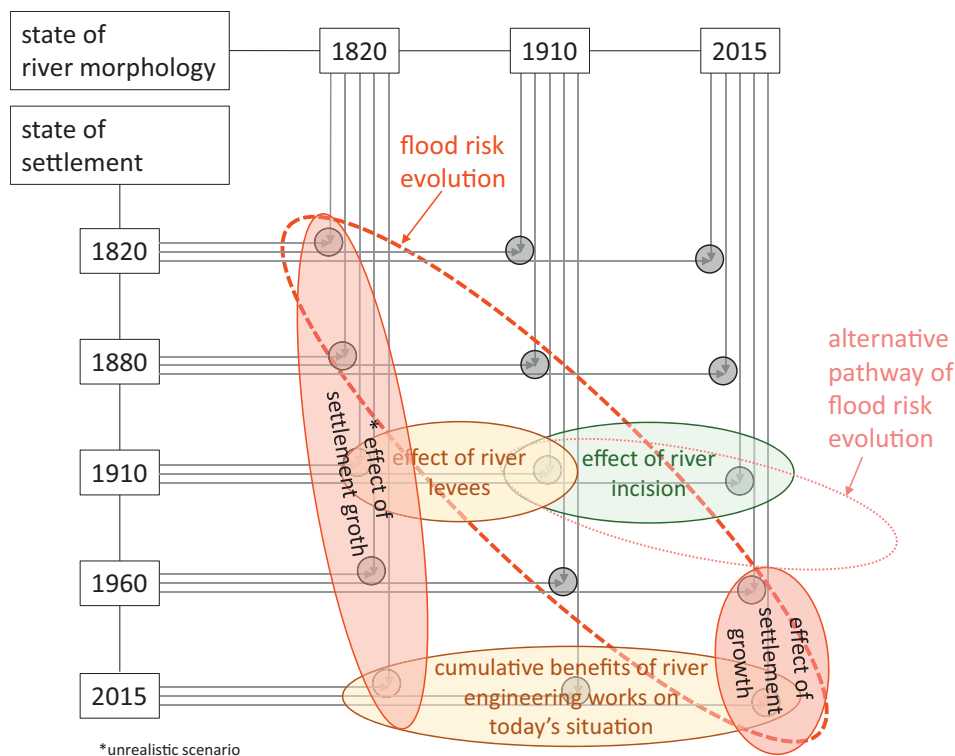 state of
river morphology
1820
1910
2015
state of
settlement
flood risk
evolution
1820
1880
alternative
pathway of
flood risk
evolution
* effect of
settlement groth
1910
effect of river
levees
effect of river
incision
1960
effect of
settlement
growth
2015
cumulative benefits of river
engineering works on
today's situation
*unrealistic scenario